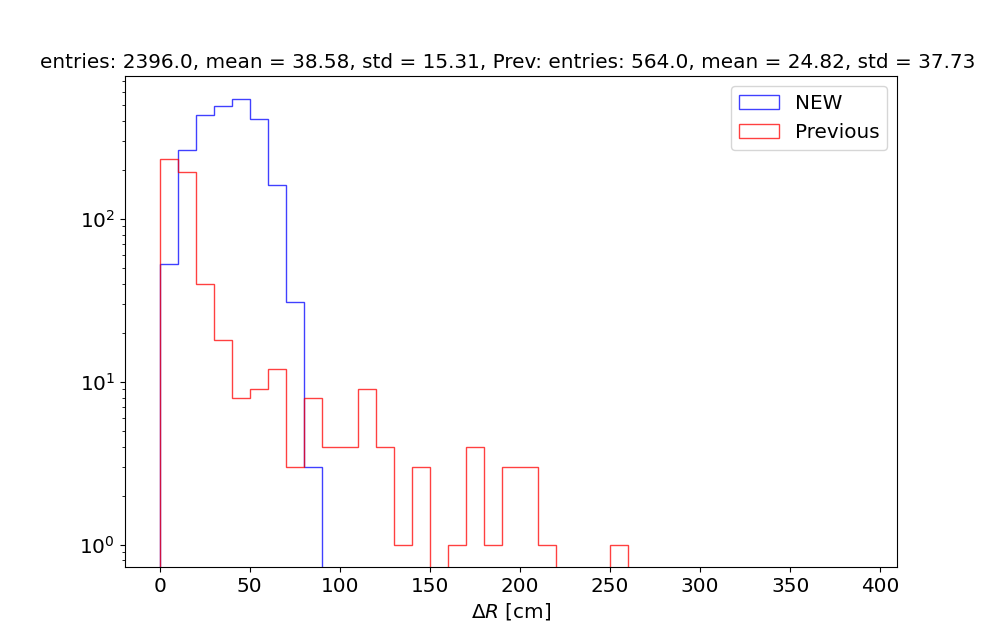 entries: 2396.0, mean = 38.58, std = 15.31, Prev: entries: 564.0, mean = 24.82, std = 37.73
NEW
Previous
10²
10¹
10⁰
0 50 100 150 200 250 300 350 400
ΔR [cm]